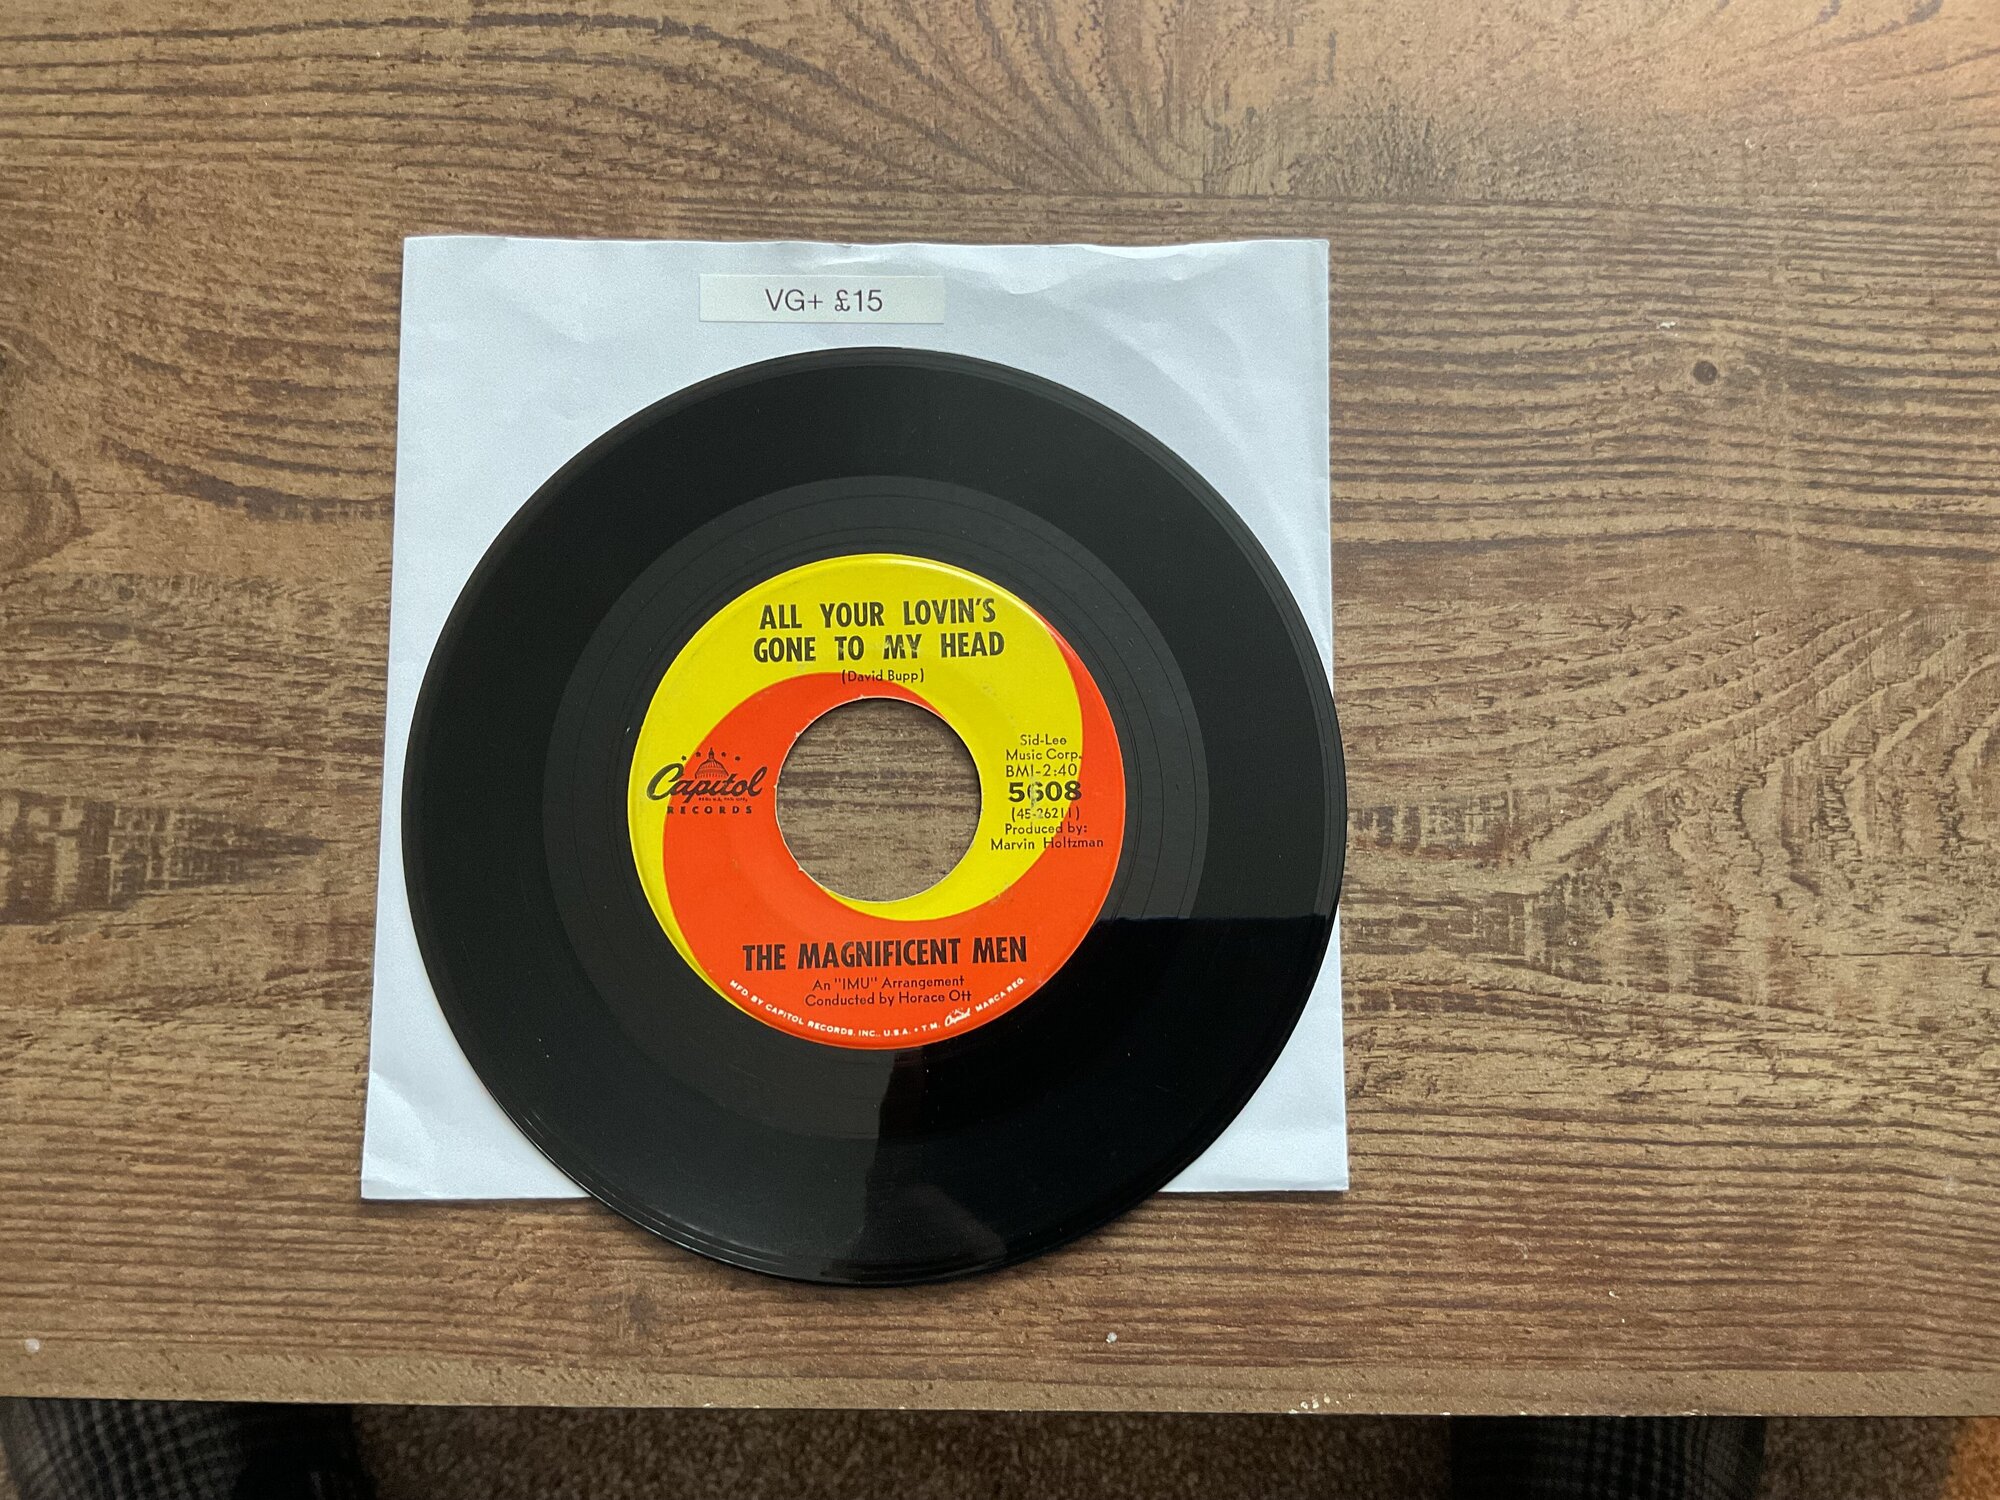 VG+ £15
ALL YOUR LOVIN'S
GONE TO MY HEAD
(David Bupp)
Sid-Lee
Music Corp.
BMI-2:40
5608
(45-26211)
Produced by:
Marvin Holtzman
Capitol
RECORDS
THE MAGNIFICENT MEN
An "IMU" Arrangement
Conducted by Horace Ott
MFD. BY CAPITOL RECORDS, INC., U.S.A. • T.M. Capitol MARCA REG.